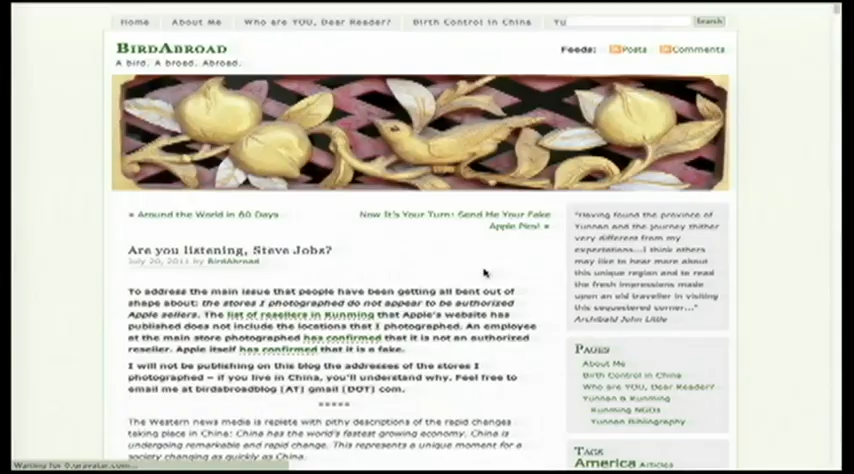 Home About Me Who are YOU, Dear Reader? Birth Control in China Yu Search
BIRDABROAD
A bird. A broad. Abroad.
Feeds: Posts Comments
« Around the World in 80 Days
Now It's Your Turn: Send Me Your Fake
Apple Pics! »
Are you listening, Steve Jobs?
July 20, 2011 by BirdAbroad
To address the main issue that people have been getting all bent out of
shape about: the stores I photographed do not appear to be authorized
Apple sellers. The list of resellers in Kunming that Apple's website has
published does not include the locations that I photographed. An employee
at the main store photographed has confirmed that it is not an authorized
reseller. Apple itself has confirmed that it is a fake.
I will not be publishing on this blog the addresses of the stores I
photographed – if you live in China, you'll understand why. Feel free to
email me at birdabroadblog [AT] gmail [DOT] com.
*****
The Western news media is replete with pithy descriptions of the rapid changes
taking place in China: China has the world's fastest growing economy. China is
undergoing remarkable and rapid change. This represents a unique moment for a
society changing as quickly as China.
"Having found the province of
Yunnan and the journey thither
very different from my
expectations...I think others
may like to hear more about
this unique region and to read
the fresh impressions made
upon an old traveller in visiting
this sequestered corner..."
Archibald John Little
PAGES
About Me
Birth Control in China
Who are YOU, Dear Reader?
Yunnan & Kunming
Kunming NGOs
Yunnan Bibliography
TAGS
America Articles
Waiting for 0.gravatar.com...